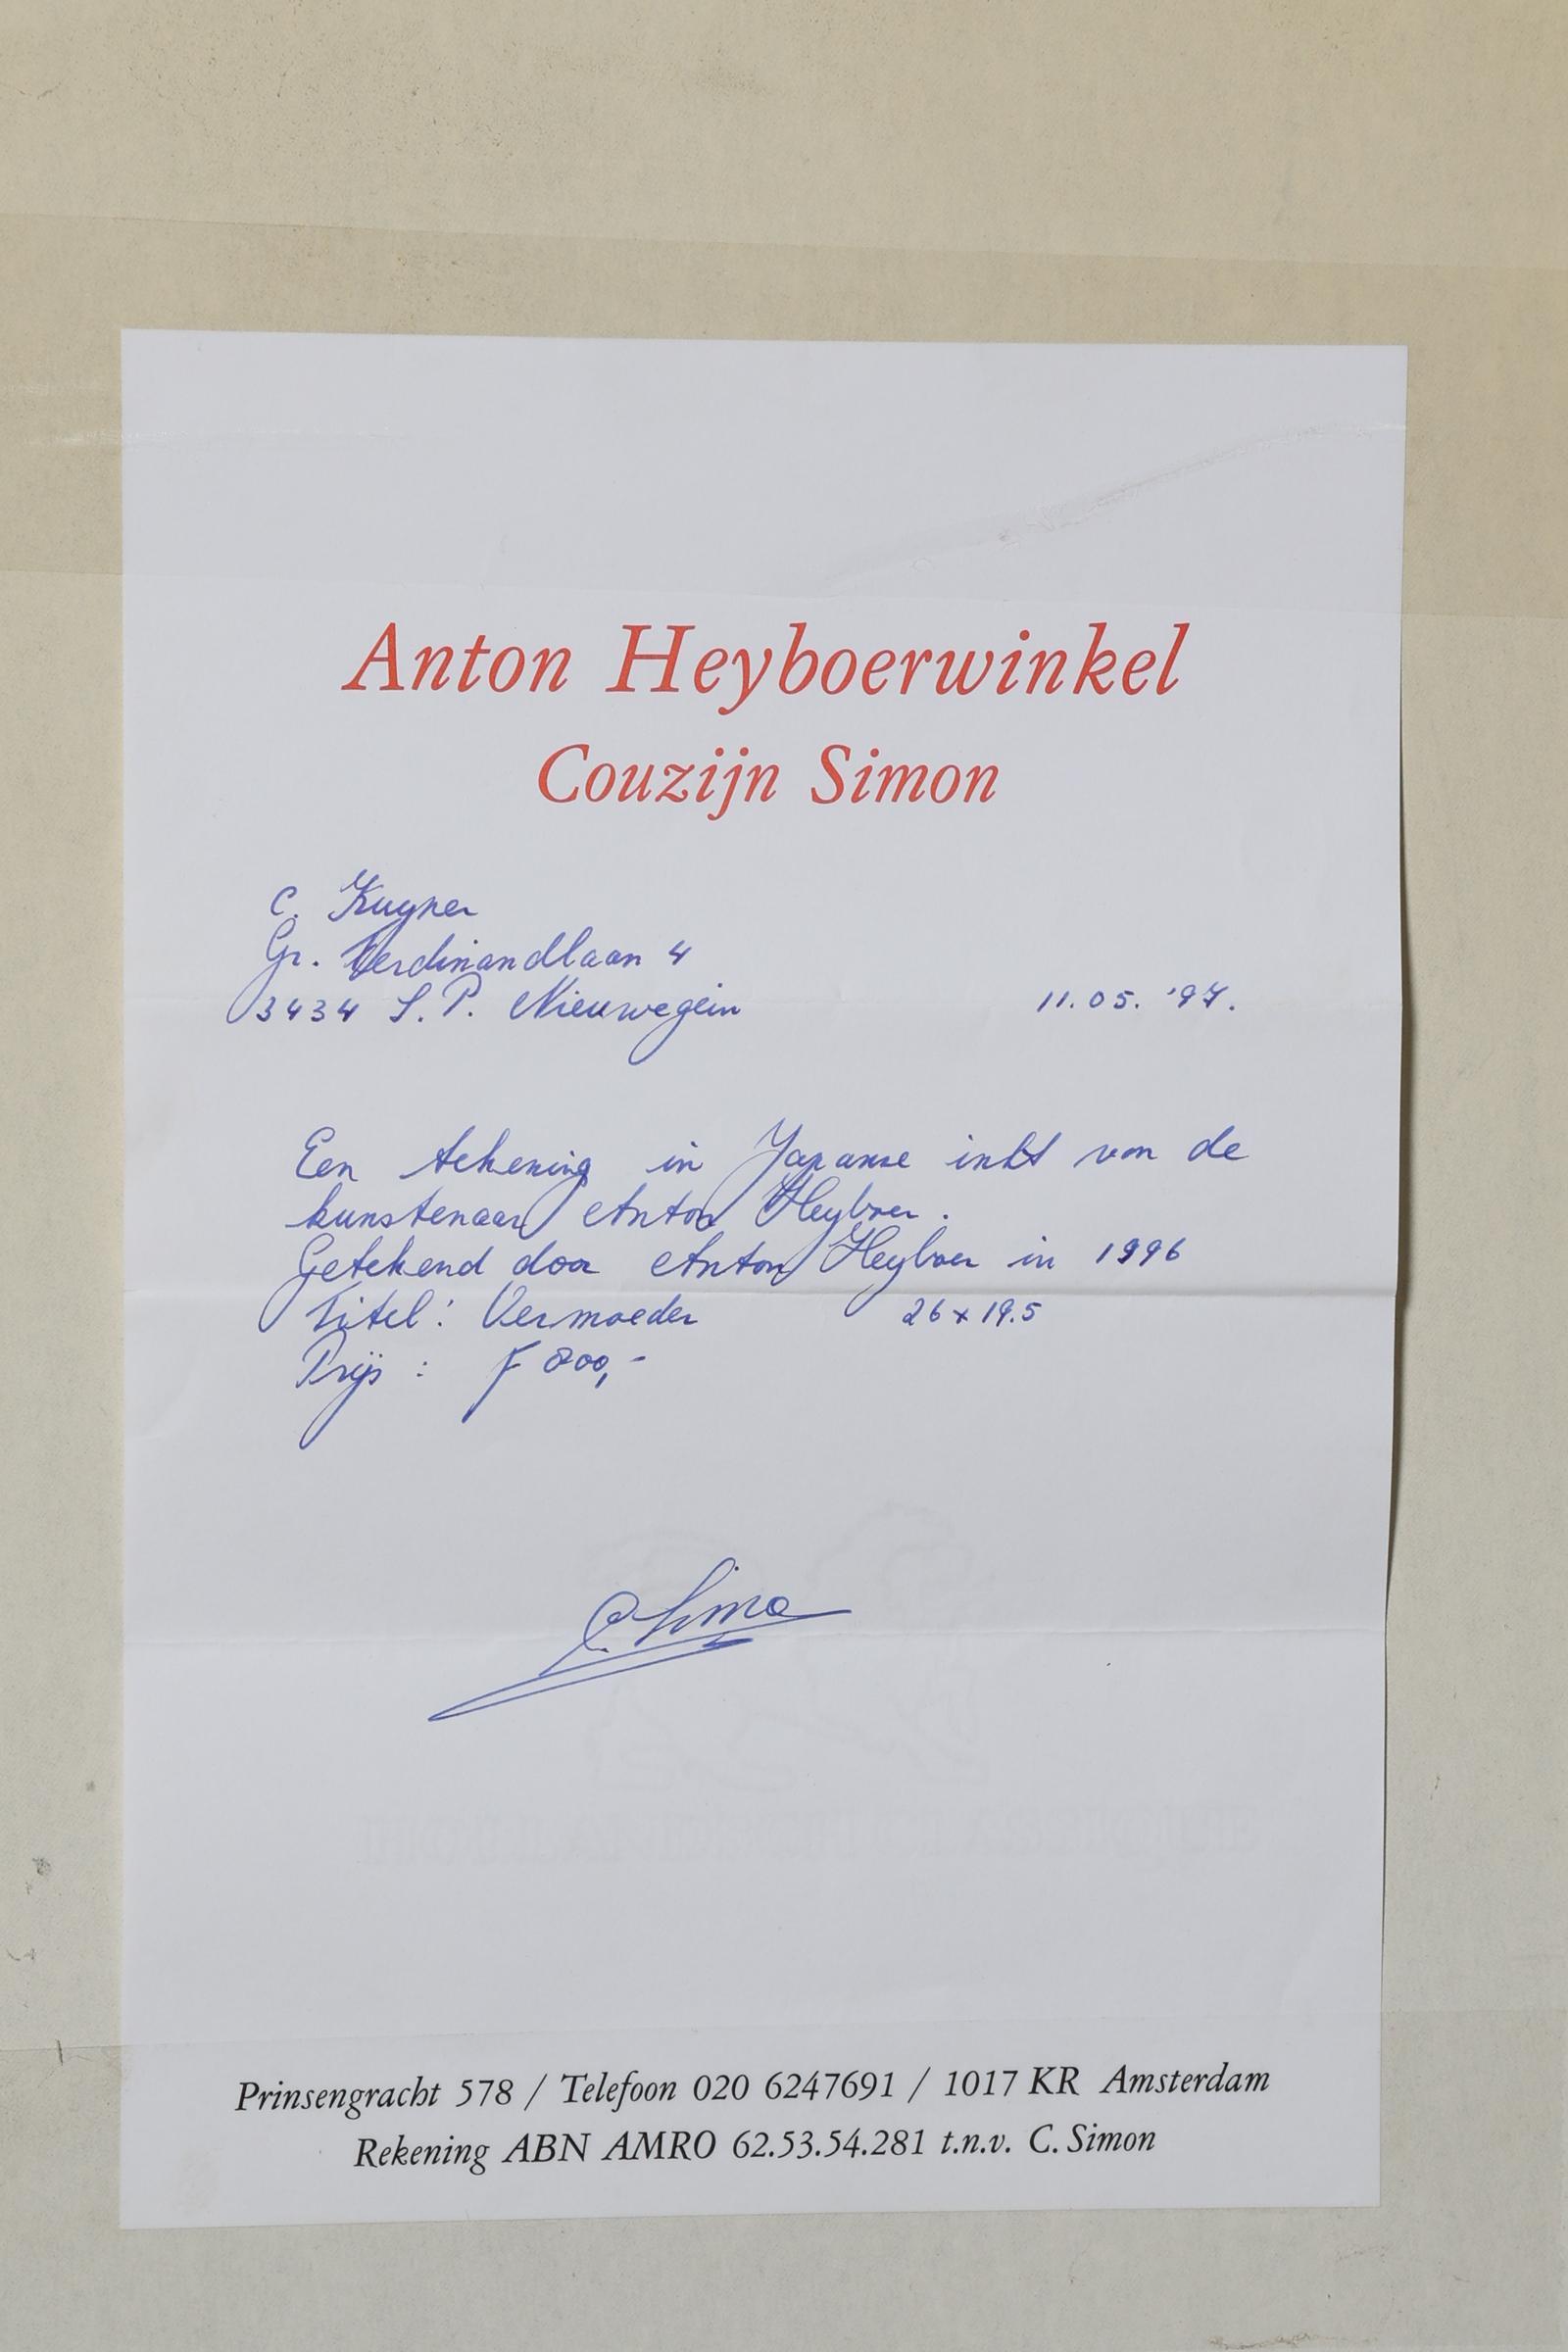 Anton Heyboerwinkel
Couzijn Simon
C. Kuyper
Gr. Ferdinandlaan 4
3434 S.P. Nieuwegein 11.05.'97.
Een tekening in Japanse inkt van de
kunstenaar Anton Heyboer.
Getekend door Anton Heyboer in 1996
Titel: Vermoeder 26 x 19.5
Prijs : f 800,-
C. Simo
Prinsengracht 578 / Telefoon 020 6247691 / 1017 KR Amsterdam
Rekening ABN AMRO 62.53.54.281 t.n.v. C. Simon